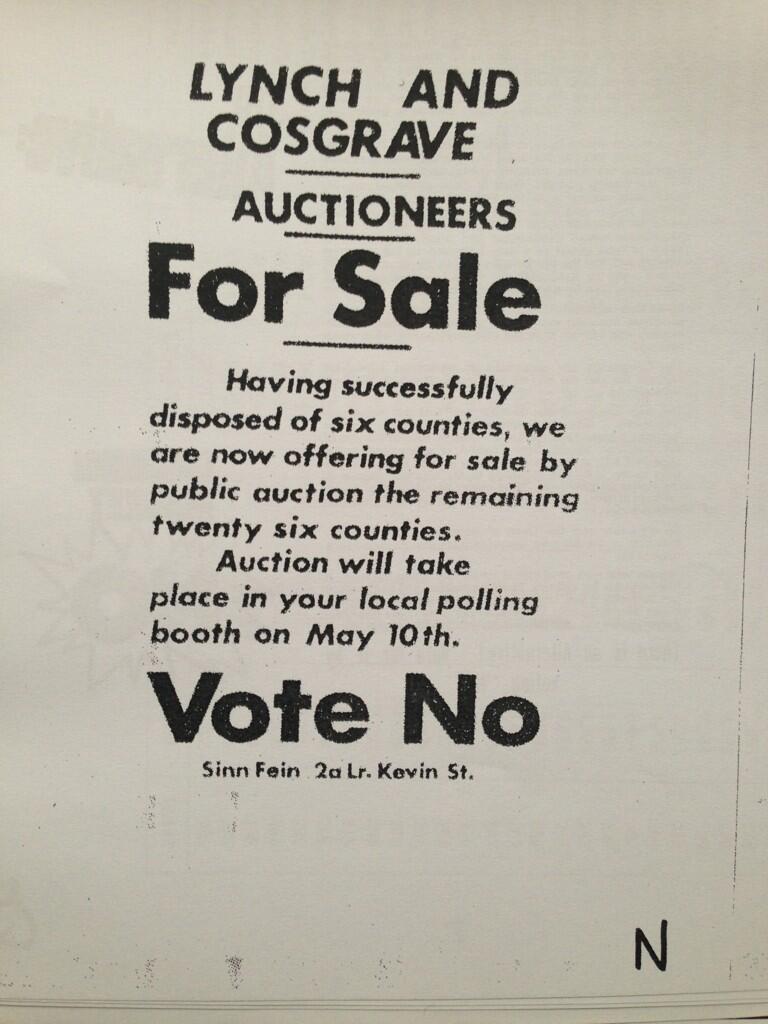 LYNCH AND
COSGRAVE
AUCTIONEERS
For Sale
Having successfully
disposed of six counties, we
are now offering for sale by
public auction the remaining
twenty six counties.
Auction will take
place in your local polling
booth on May 10th.
Vote No
Sinn Fein 2a Lr. Kevin St.
N